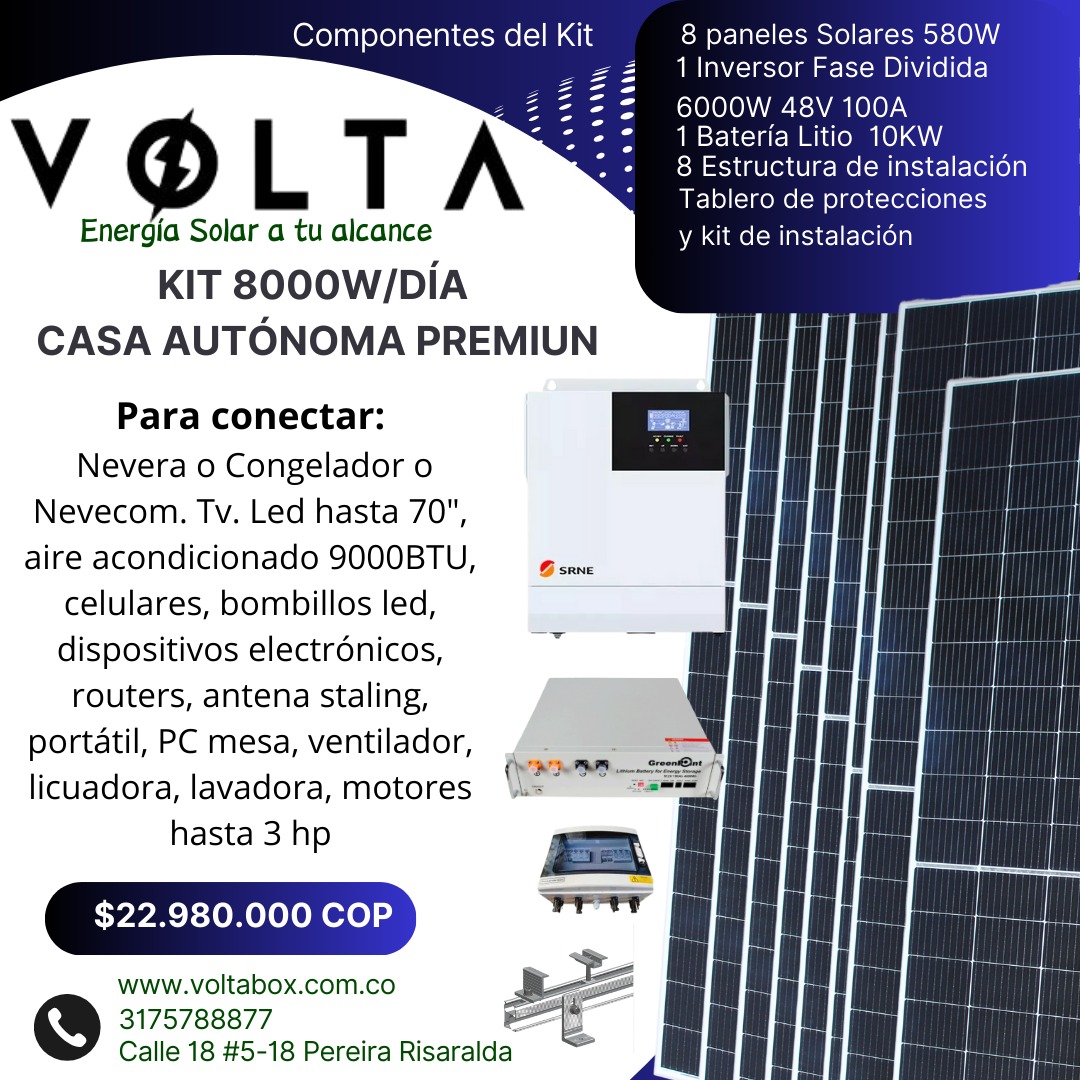 Componentes del Kit
8 paneles Solares 580W
1 Inversor Fase Dividida
6000W 48V 100A
1 Batería Litio 10KW
8 Estructura de instalación
Tablero de protecciones
y kit de instalación
VOLTA
Energía Solar a tu alcance
KIT 8000W/DÍA
CASA AUTÓNOMA PREMIUN
Para conectar:
Nevera o Congelador o
Nevecom. Tv. Led hasta 70",
aire acondicionado 9000BTU,
celulares, bombillos led,
dispositivos electrónicos,
routers, antena staling,
portátil, PC mesa, ventilador,
licuadora, lavadora, motores
hasta 3 hp
SRNE
GreenPoint
Lithium Battery for Energy Storage
$22.980.000 COP
www.voltabox.com.co
3175788877
Calle 18 #5-18 Pereira Risaralda